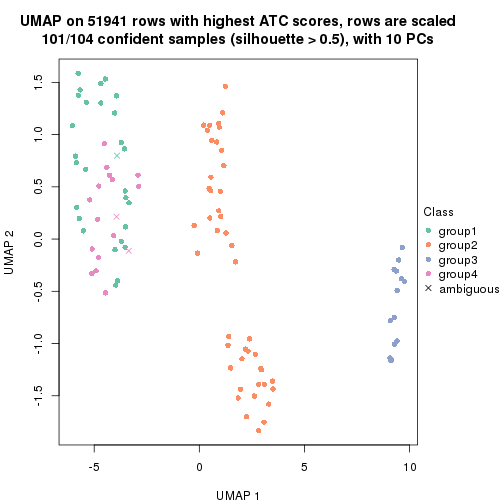 UMAP on 51941 rows with highest ATC scores, rows are scaled
101/104 confident samples (silhouette > 0.5), with 10 PCs
1.5
1.0
0.5
0.0
-0.5
-1.0
-1.5
UMAP 2
-5
0
5
10
UMAP 1
Class
group1
group2
group3
group4
ambiguous